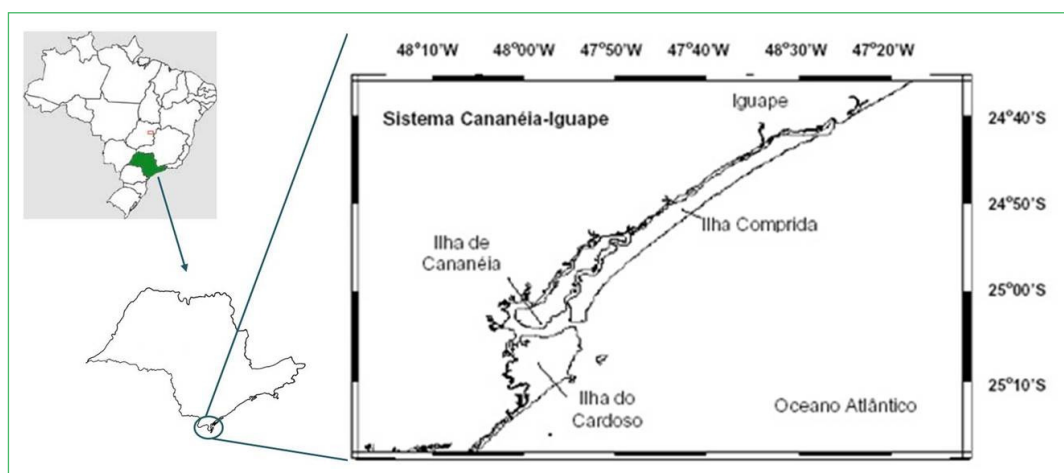 48°10'W 48°00'W 47°50'W 47°40'W 48°30'W 47°20'W
Sistema Cananéia-Iguape
Iguape
24°40'S
24°50'S
Ilha Comprida
Ilha de
Cananéia
25°00'S
25°10'S
Ilha do
Cardoso
Oceano Atlântico